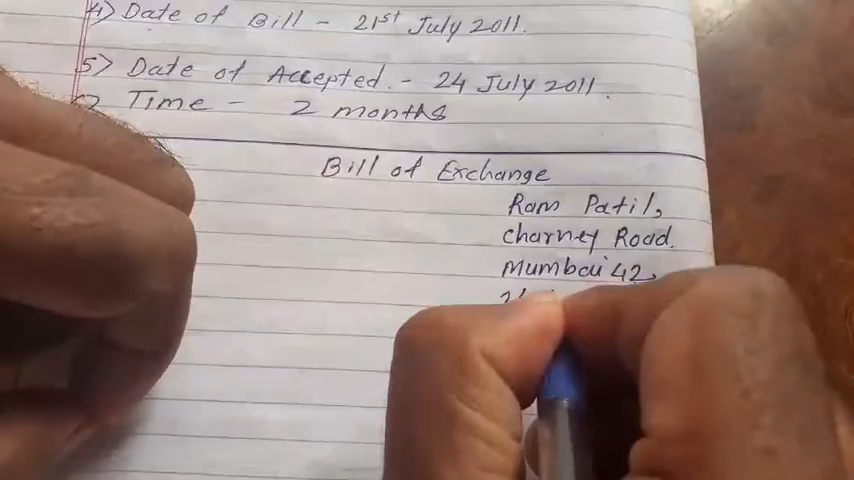 4) Date of Bill - 21st July 2011.
5) Date of Accepted. - 24 July 2011.
Time - 2 months
Bill of Exchange
Ram Patil,
Charney Road.
Mumbai 42,